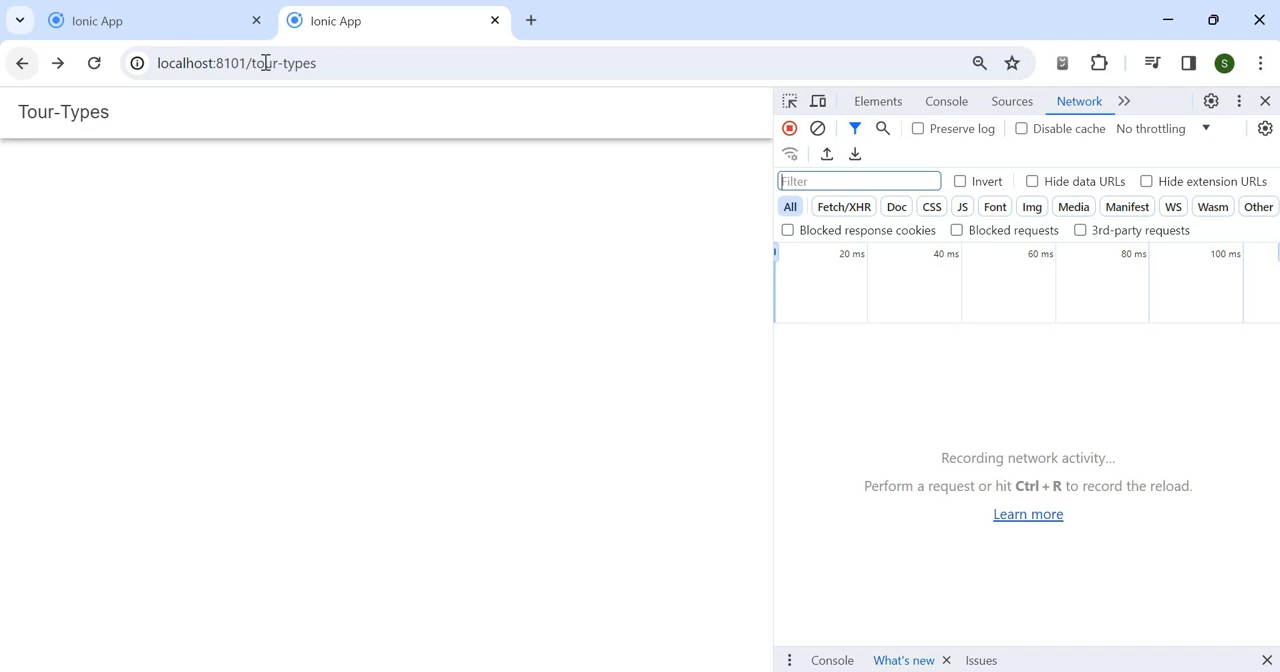 Ionic App
Ionic App
localhost:8101/tour-types
S
Tour-Types
Elements Console Sources Network
Preserve log Disable cache No throttling
Filter Invert Hide data URLs Hide extension URLs
All Fetch/XHR Doc CSS JS Font Img Media Manifest WS Wasm Other
Blocked response cookies Blocked requests 3rd-party requests
20 ms 40 ms 60 ms 80 ms 100 ms
Recording network activity...
Perform a request or hit Ctrl + R to record the reload.
Learn more
Console What's new Issues